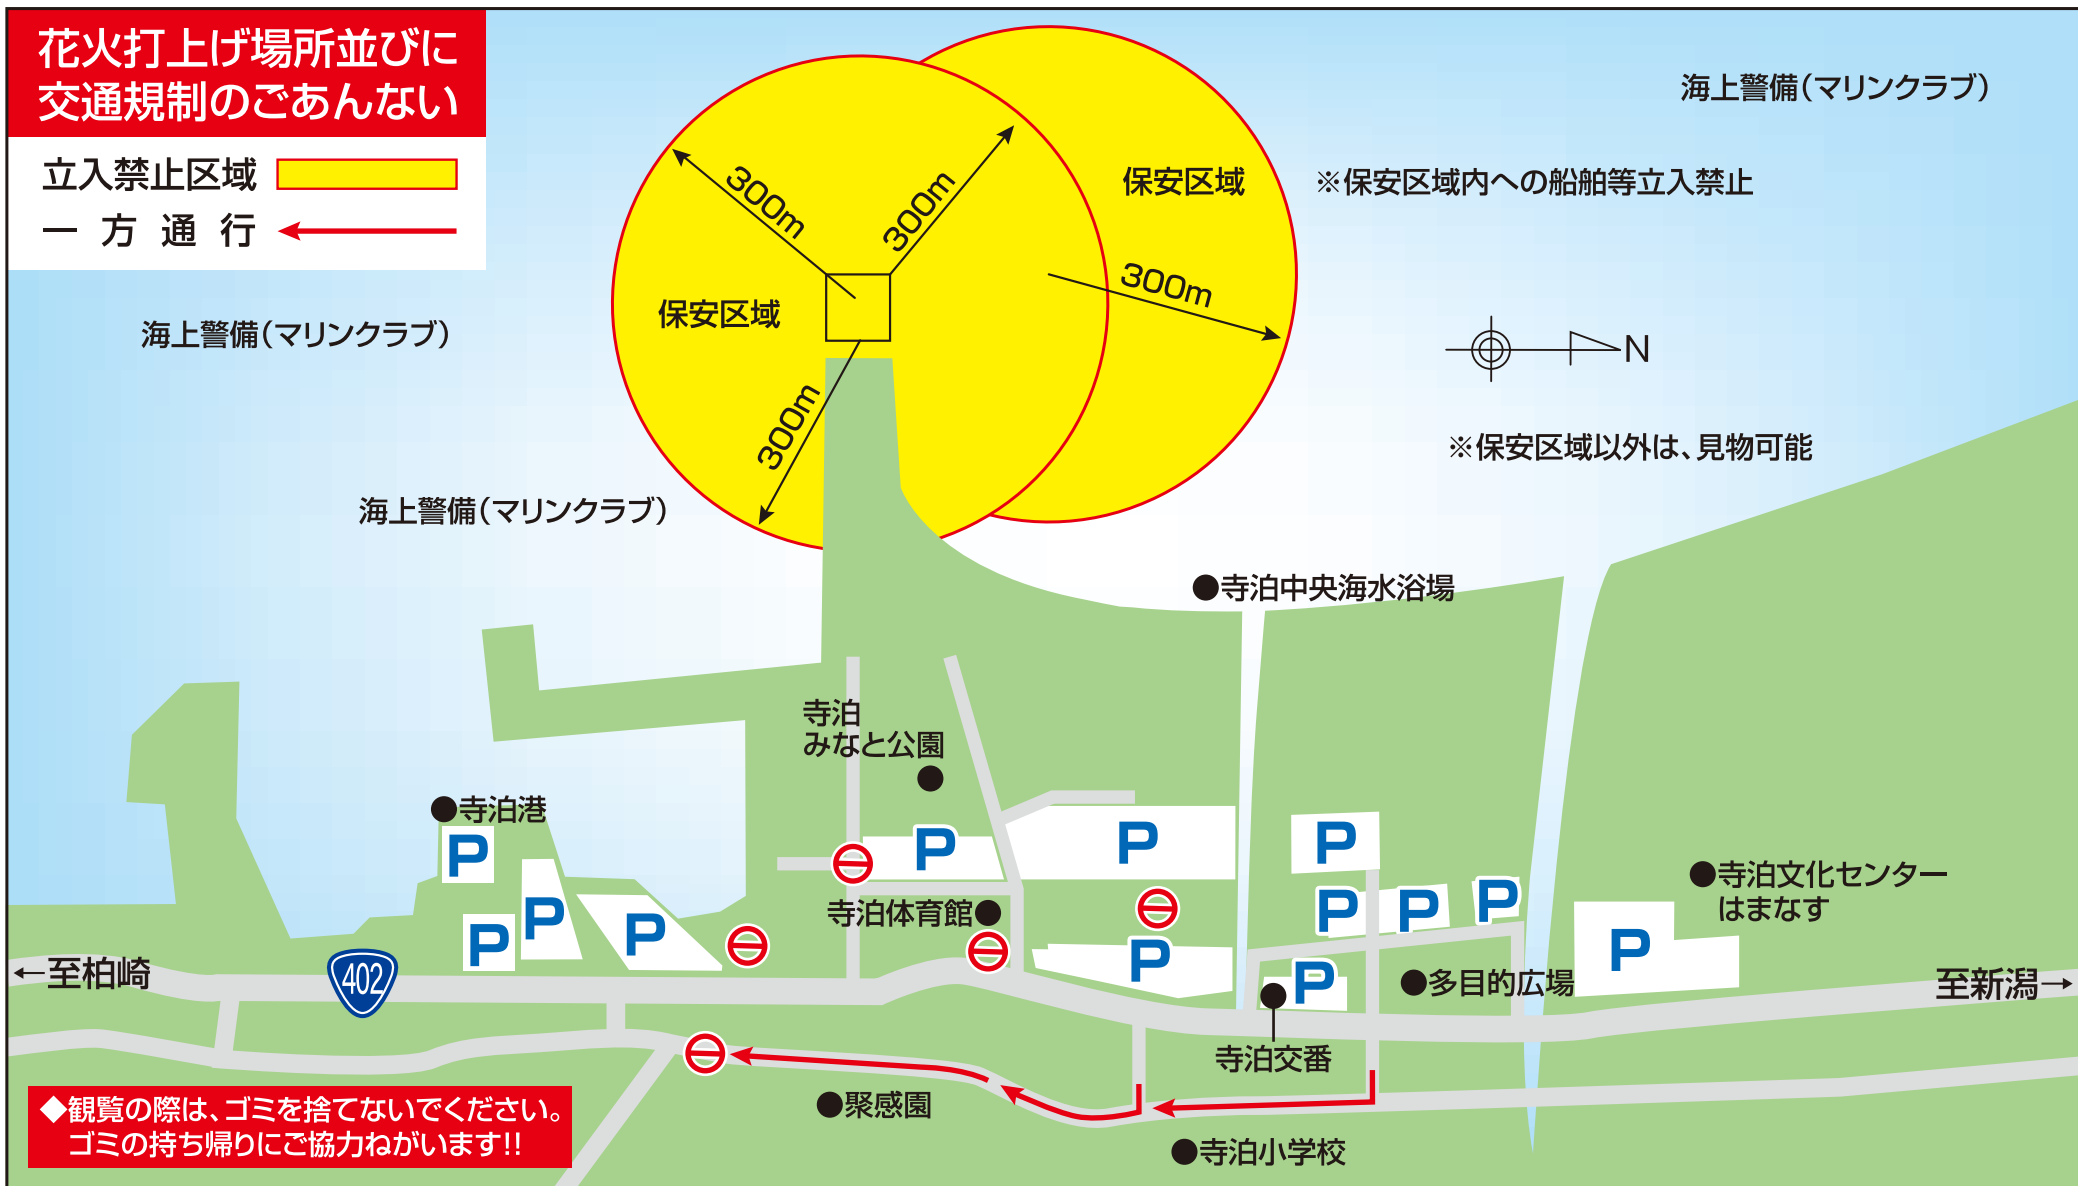 花火打上げ場所並びに
交通規制のごあんない
立入禁止区域
一方通行
海上警備(マリンクラブ)
※保安区域内への船舶等立入禁止
保安区域
300m
300m
300m
保安区域
300m
海上警備(マリンクラブ)
N
※保安区域以外は、見物可能
海上警備(マリンクラブ)
寺泊中央海水浴場
寺泊
みなと公園
寺泊港
P
P
P
P
P
P
P
P
P
P
P
P
P
寺泊体育館
寺泊文化センター
はまなす
多目的広場
←至柏崎
402
至新潟→
寺泊交番
聚感園
寺泊小学校
◆観覧の際は、ゴミを捨てないでください。
ゴミの持ち帰りにご協力ねがいます!!